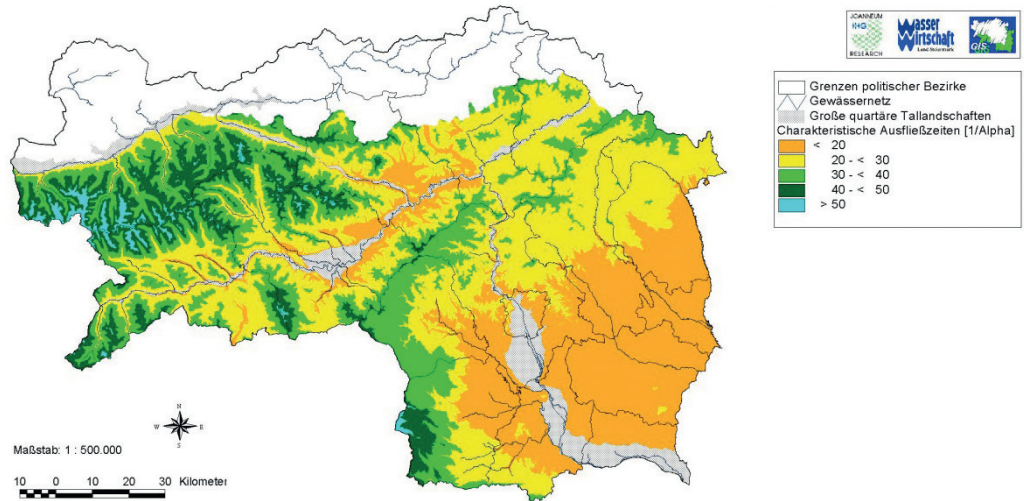 JOANNEUM
RESEARCH
Wasser
Wirtschaft
Land Steiermark
GIS
Grenzen politischer Bezirke
Gewässernetz
Große quartäre Tallandschaften
Charakteristische Ausfließzeiten [1/Alpha]
< 20
20 - < 30
30 - < 40
40 - < 50
> 50
N
W E
S
Maßstab: 1 : 500.000
10 0 10 20 30 Kilometer